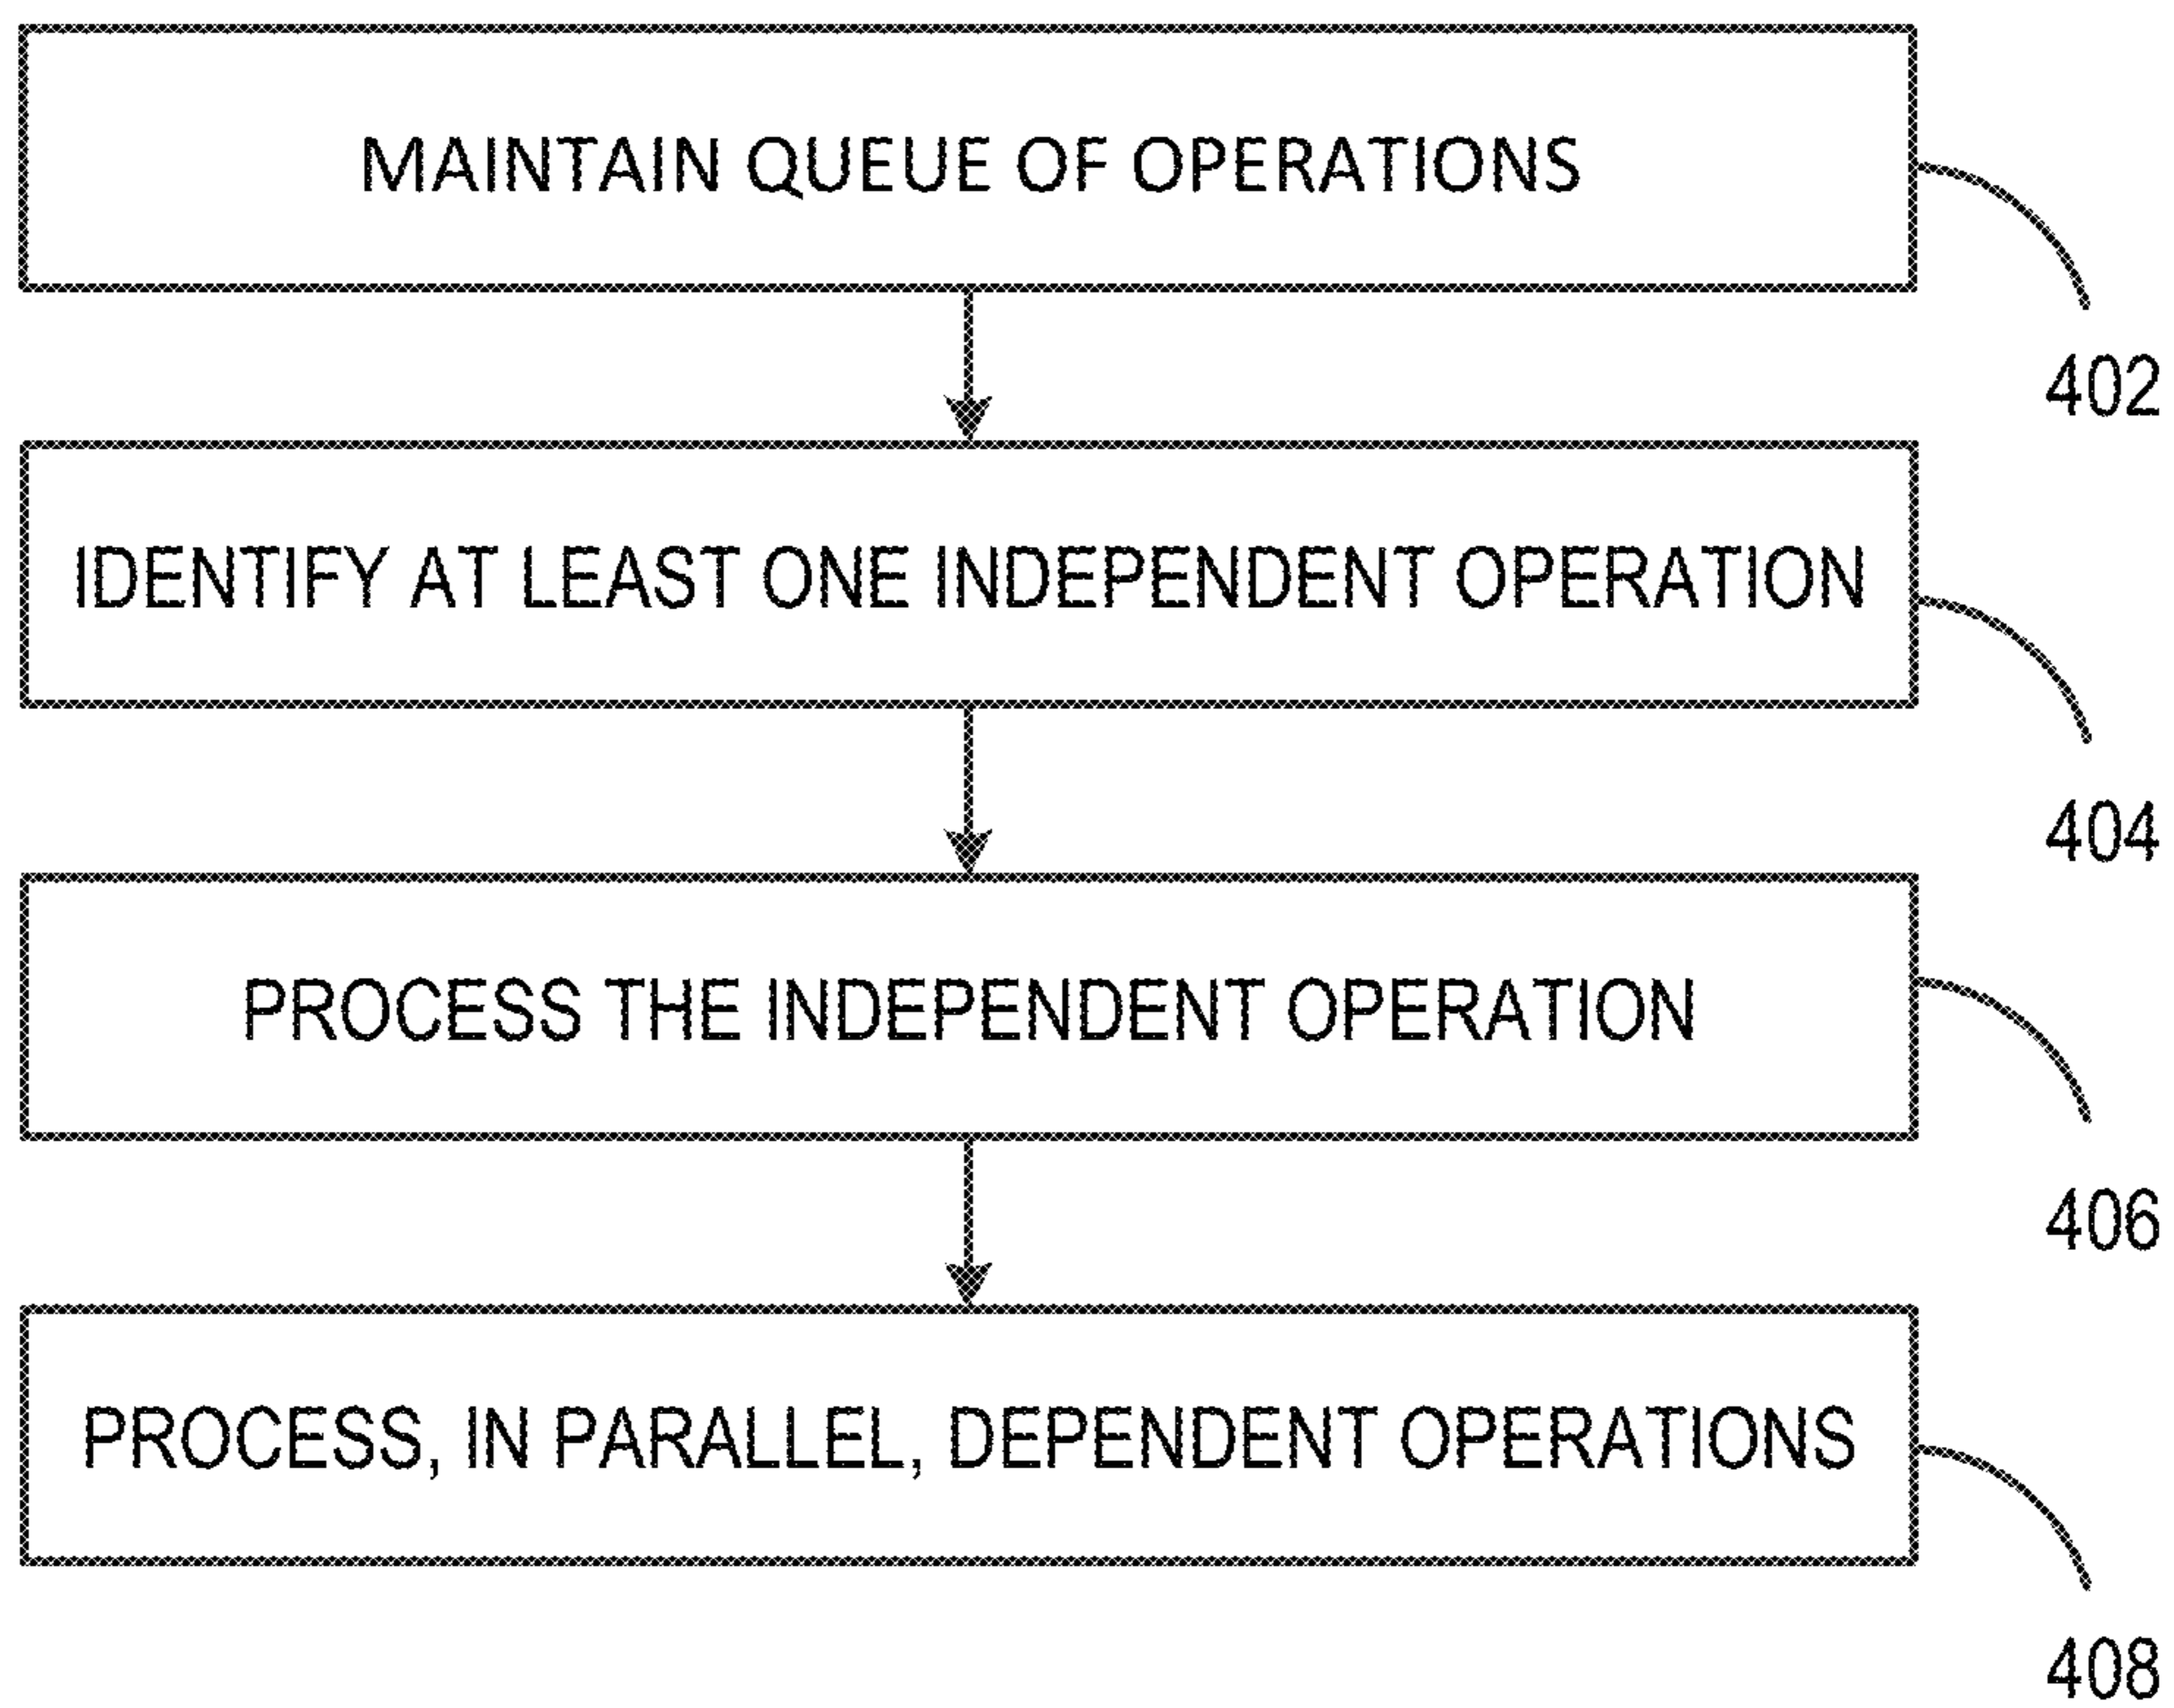 MAINTAIN QUEUE OF OPERATIONS
402
IDENTIFY AT LEAST ONE INDEPENDENT OPERATION
404
PROCESS THE INDEPENDENT OPERATION
406
PROCESS, IN PARALLEL, DEPENDENT OPERATIONS
408